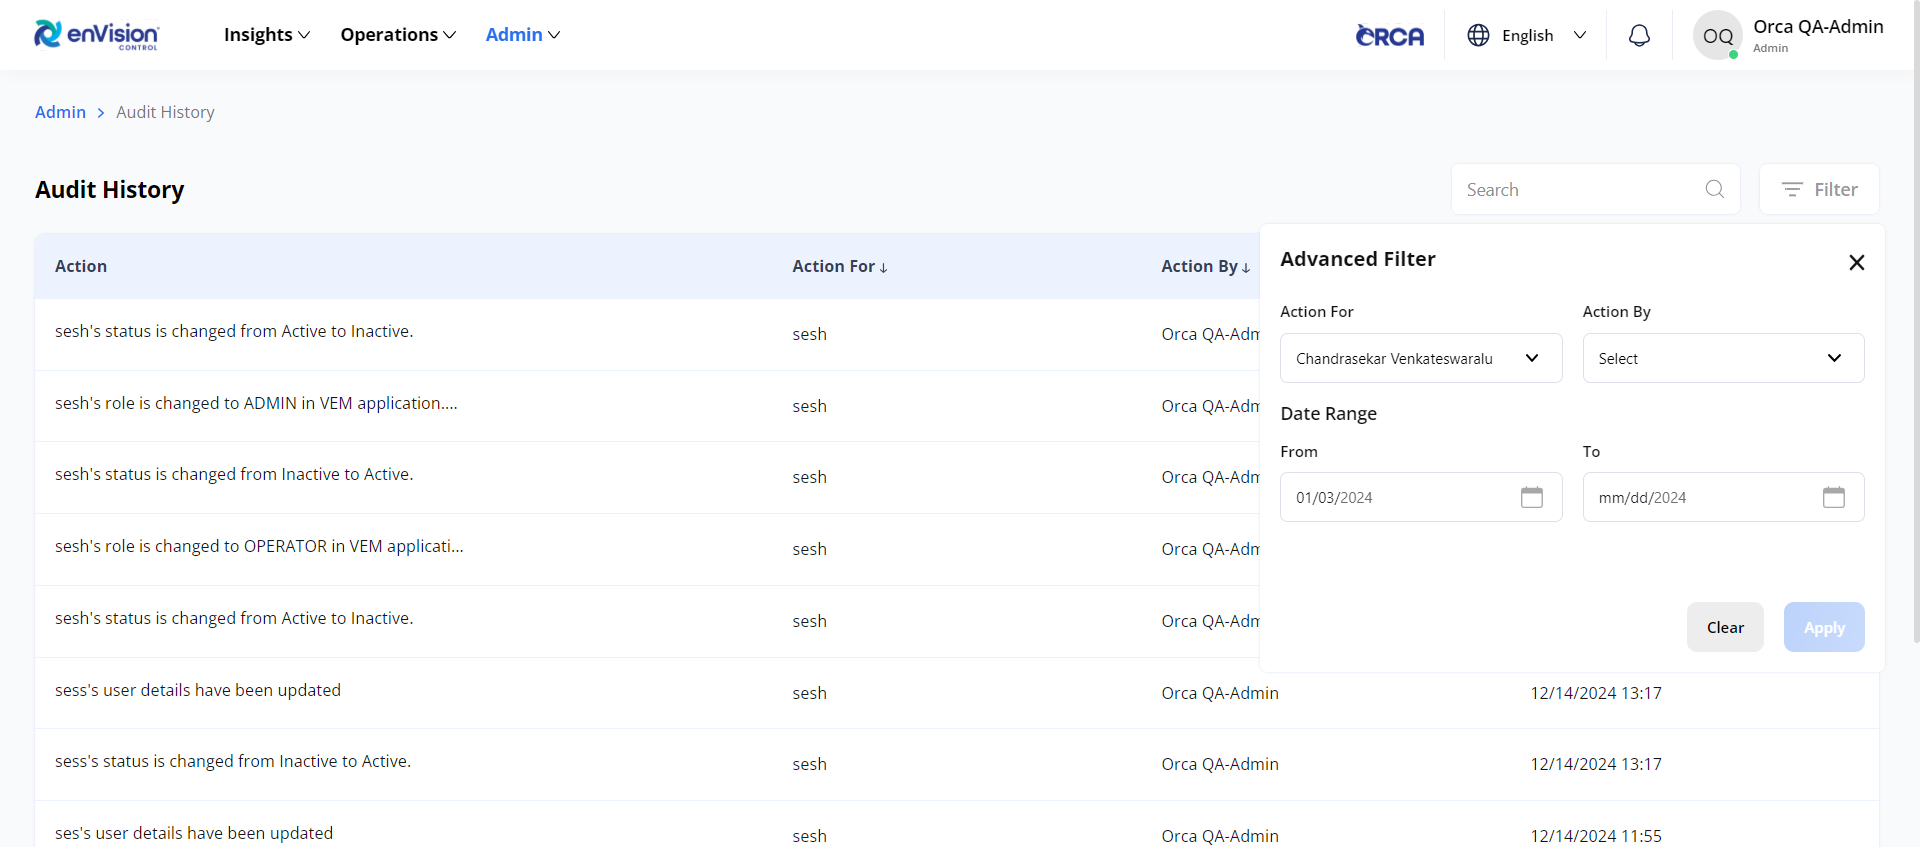 enVision CONTROL Insights Operations Admin ORCA English OQ Orca QA-Admin
Admin
Admin > Audit History
Audit History Search Filter
Action Action For ↓ Action By ↓
sesh's status is changed from Active to Inactive. sesh Orca QA-Adm
sesh's role is changed to ADMIN in VEM application.... sesh Orca QA-Adm
sesh's status is changed from Inactive to Active. sesh Orca QA-Adm
sesh's role is changed to OPERATOR in VEM applicati... sesh Orca QA-Adm
sesh's status is changed from Active to Inactive. sesh Orca QA-Adm
sess's user details have been updated sesh Orca QA-Admin 12/14/2024 13:17
sess's status is changed from Inactive to Active. sesh Orca QA-Admin 12/14/2024 13:17
ses's user details have been updated sesh Orca QA-Admin 12/14/2024 11:55
Advanced Filter
Action For Action By
Chandrasekar Venkateswaralu Select
Date Range
From To
01/03/2024 mm/dd/2024
Clear Apply